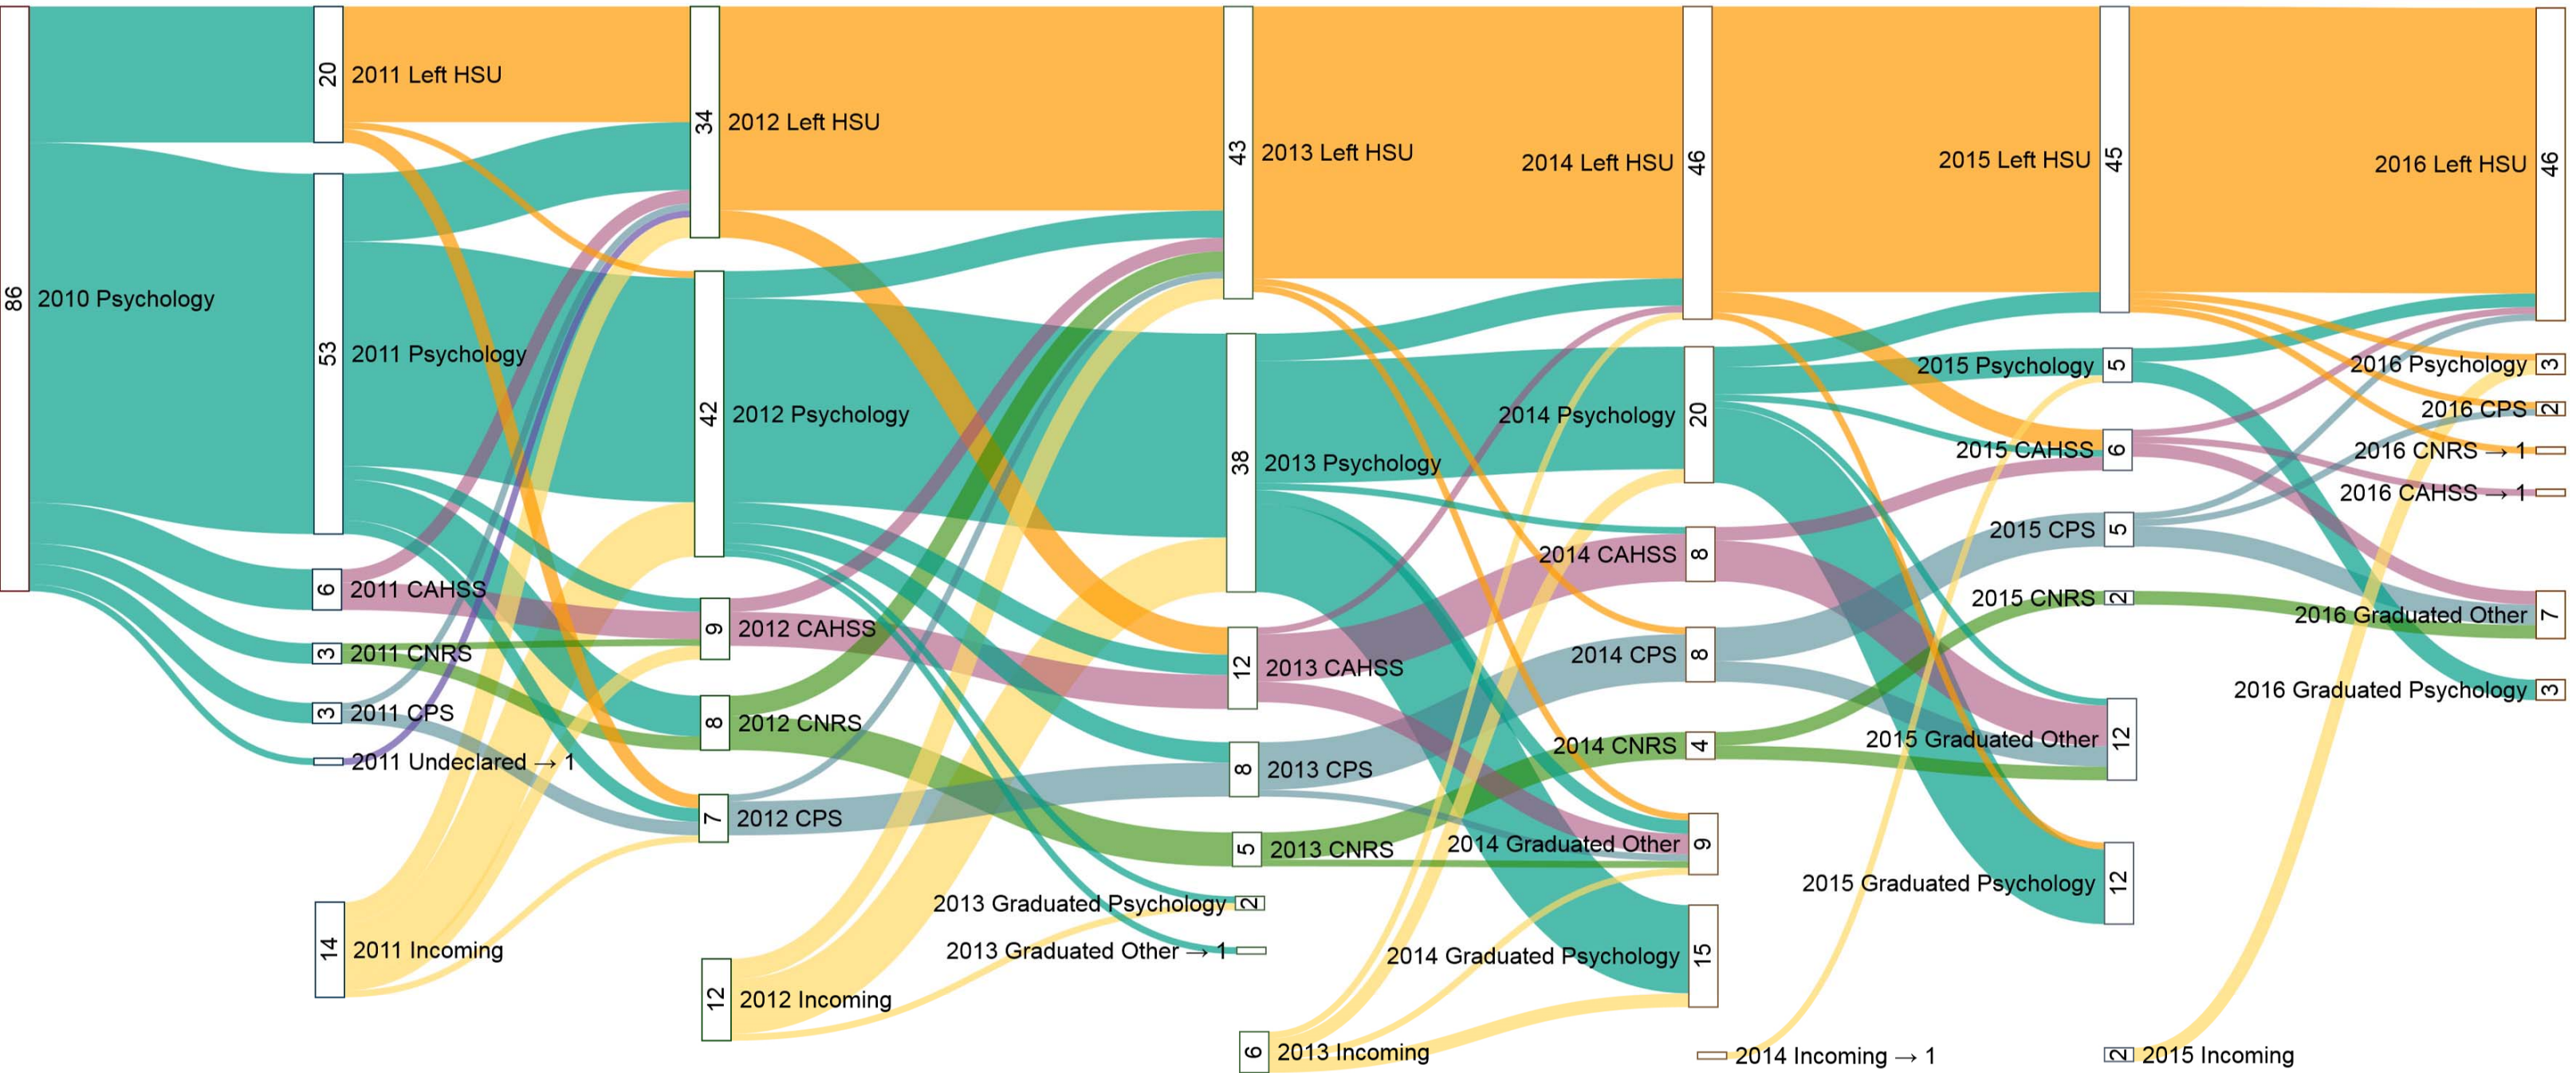 86
2010 Psychology
20
2011 Left HSU
53
2011 Psychology
6
2011 CAHSS
3
2011 CNRS
3
2011 CPS
2011 Undeclared → 1
14
2011 Incoming
34
2012 Left HSU
42
2012 Psychology
9
2012 CAHSS
8
2012 CNRS
7
2012 CPS
12
2012 Incoming
43
2013 Left HSU
38
2013 Psychology
12
2013 CAHSS
8
2013 CPS
5
2013 CNRS
2013 Graduated Psychology
2
2013 Graduated Other → 1
6
2013 Incoming
2014 Left HSU
46
2014 Psychology
20
2014 CAHSS
8
2014 CPS
8
2014 CNRS
4
2014 Graduated Other
9
2014 Graduated Psychology
15
2014 Incoming → 1
2015 Left HSU
45
2015 Psychology
5
2015 CAHSS
6
2015 CPS
5
2015 CNRS
2
2015 Graduated Other
12
2015 Graduated Psychology
12
2
2015 Incoming
2016 Left HSU
46
2016 Psychology
3
2016 CPS
2
2016 CNRS → 1
2016 CAHSS → 1
2016 Graduated Other
7
2016 Graduated Psychology
3